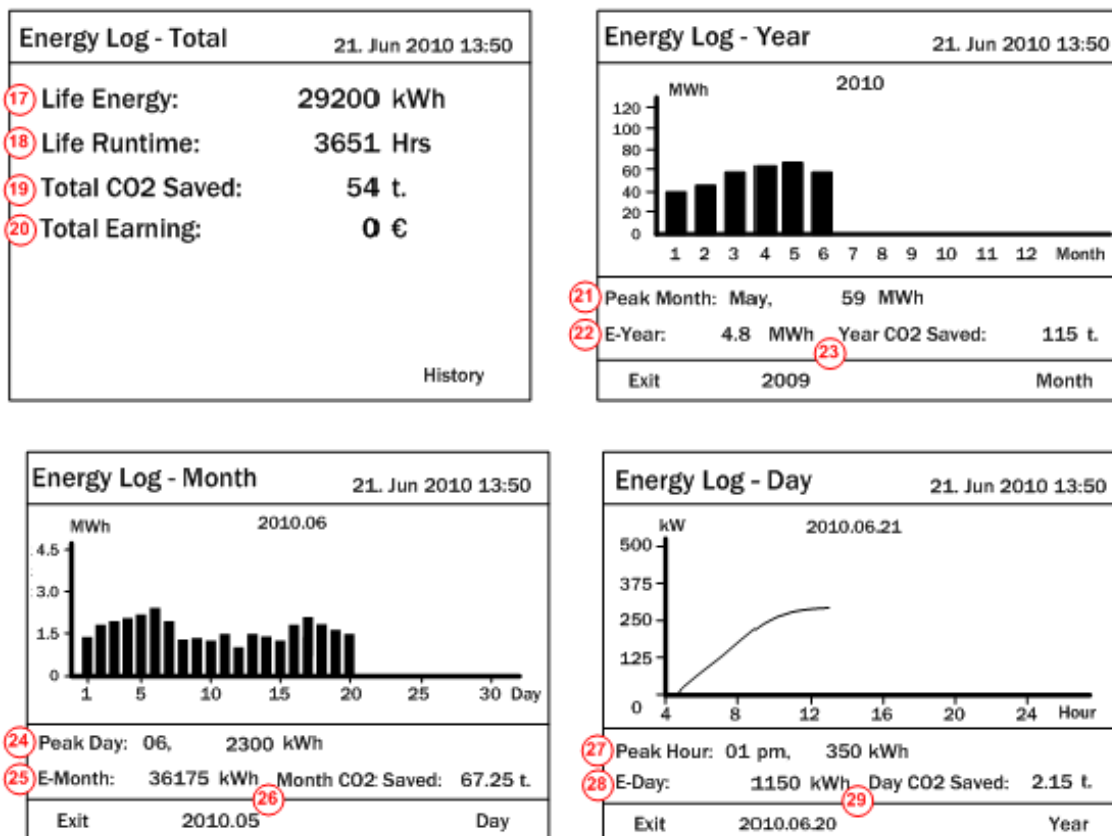 Energy Log - Total 21. Jun 2010 13:50
17 Life Energy: 29200 kWh
18 Life Runtime: 3651 Hrs
19 Total CO2 Saved: 54 t.
20 Total Earning: 0 €
History
Energy Log - Year 21. Jun 2010 13:50
MWh 2010
120
100
80
60
40
20
0
1 2 3 4 5 6 7 8 9 10 11 12 Month
21 Peak Month: May, 59 MWh
22 E-Year: 4.8 MWh 23 Year CO2 Saved: 115 t.
Exit 2009 Month
Energy Log - Month 21. Jun 2010 13:50
MWh 2010.06
4.5
3.0
1.5
0
1 5 10 15 20 25 30 Day
24 Peak Day: 06, 2300 kWh
25 E-Month: 36175 kWh 26 Month CO2 Saved: 67.25 t.
Exit 2010.05 Day
Energy Log - Day 21. Jun 2010 13:50
kW 2010.06.21
500
375
250
125
0
4 8 12 16 20 24 Hour
27 Peak Hour: 01 pm, 350 kWh
28 E-Day: 1150 kWh 29 Day CO2 Saved: 2.15 t.
Exit 2010.06.20 Year